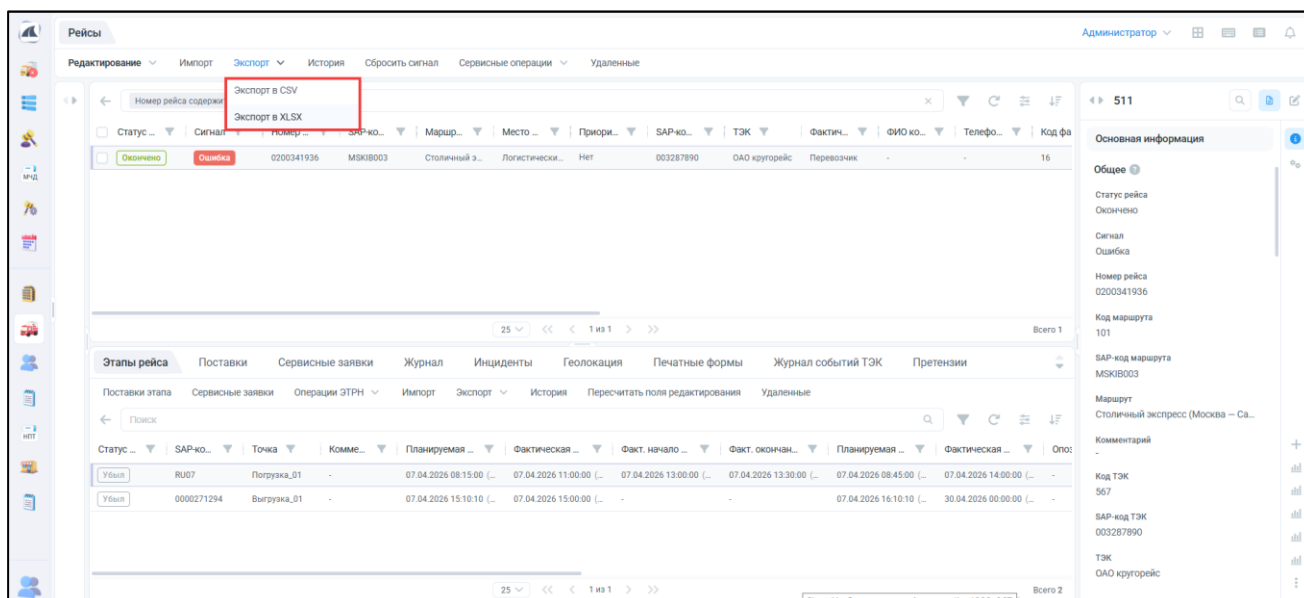 Рейсы
Администратор
Редактирование Импорт Экспорт История Сбросить сигнал Сервисные операции Удаленные
Экспорт в CSV
Экспорт в XLSX
Номер рейса содержит
511
Статус ... Сигнал Номер ... SAP-ко... Маршр... Место ... Приори... SAP-ко... ТЭК Фактич... ФИО ко... Телефо... Код фа
Окончено Ошибка 0200341936 MSKIB003 Столичный э... Логистически... Нет 003287890 ОАО кругорейс Перевозчик - - 16
25 1 из 1 Всего 1
МЧД
НПТ
Основная информация
Общее
Статус рейса
Окончено
Сигнал
Ошибка
Номер рейса
0200341936
Код маршрута
101
SAP-код маршрута
MSKIB003
Маршрут
Столичный экспресс (Москва — Са...
Комментарий
-
Код ТЭК
567
SAP-код ТЭК
003287890
ТЭК
ОАО кругорейс
Этапы рейса Поставки Сервисные заявки Журнал Инциденты Геолокация Печатные формы Журнал событий ТЭК Претензии
Поставки этапа Сервисные заявки Операции ЭТРН Импорт Экспорт История Пересчитать поля редактирования Удаленные
Поиск
Статус ... SAP-ко... Точка Комме... Планируемая ... Фактическая ... Факт. начало ... Факт. окончан... Планируемая ... Фактическая ... Опоз
Убыл RU07 Погрузка_01 - 07.04.2026 08:15:00 (... 07.04.2026 11:00:00 (... 07.04.2026 13:00:00 (... 07.04.2026 13:30:00 (... 07.04.2026 08:45:00 (... 07.04.2026 14:00:00 (... -
Убыл 0000271294 Выгрузка_01 - 07.04.2026 15:10:10 (... 07.04.2026 15:00:00 (... - - 07.04.2026 16:10:10 (... 30.04.2026 00:00:00 (... -
25 1 из 1 Всего 2